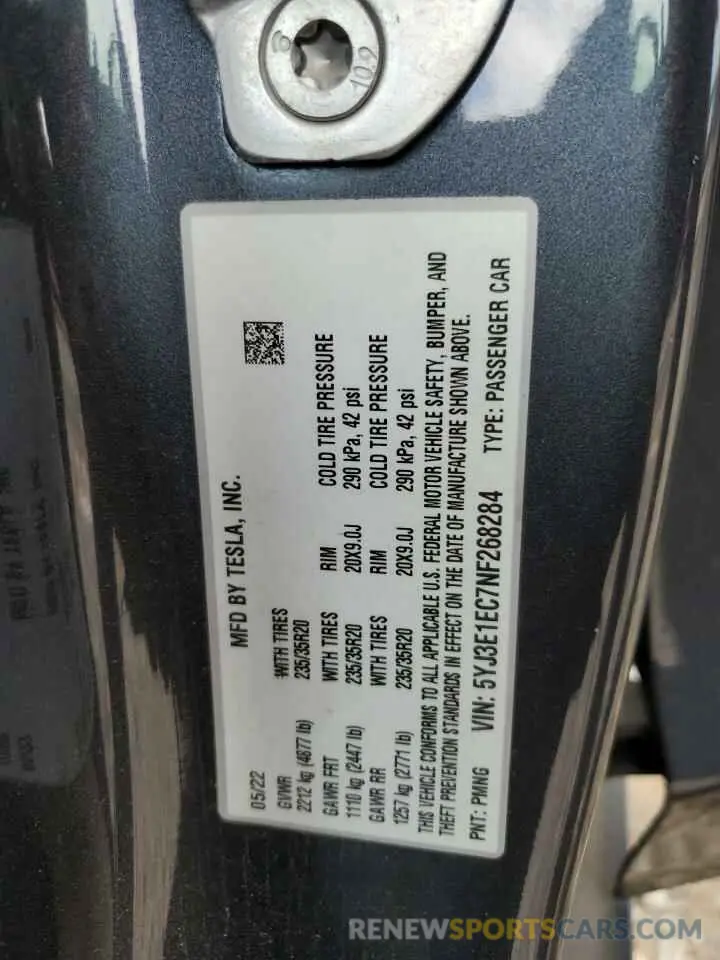 6
10.9
MFD BY TESLA, INC.
05/22
GVWR WITH TIRES
2212 kg (4877 lb) 235/35R20
GAWR FRT WITH TIRES RIM COLD TIRE PRESSURE
1110 kg (2447 lb) 235/35R20 20X9.0J 290 kPa, 42 psi
GAWR RR WITH TIRES RIM COLD TIRE PRESSURE
1257 kg (2771 lb) 235/35R20 20X9.0J 290 kPa, 42 psi
THIS VEHICLE CONFORMS TO ALL APPLICABLE U.S. FEDERAL MOTOR VEHICLE SAFETY, BUMPER, AND
THEFT PREVENTION STANDARDS IN EFFECT ON THE DATE OF MANUFACTURE SHOWN ABOVE.
PNT: PMNG VIN: 5YJ3E1EC7NF268284 TYPE: PASSENGER CAR
RENEWSPORTSCARS.COM